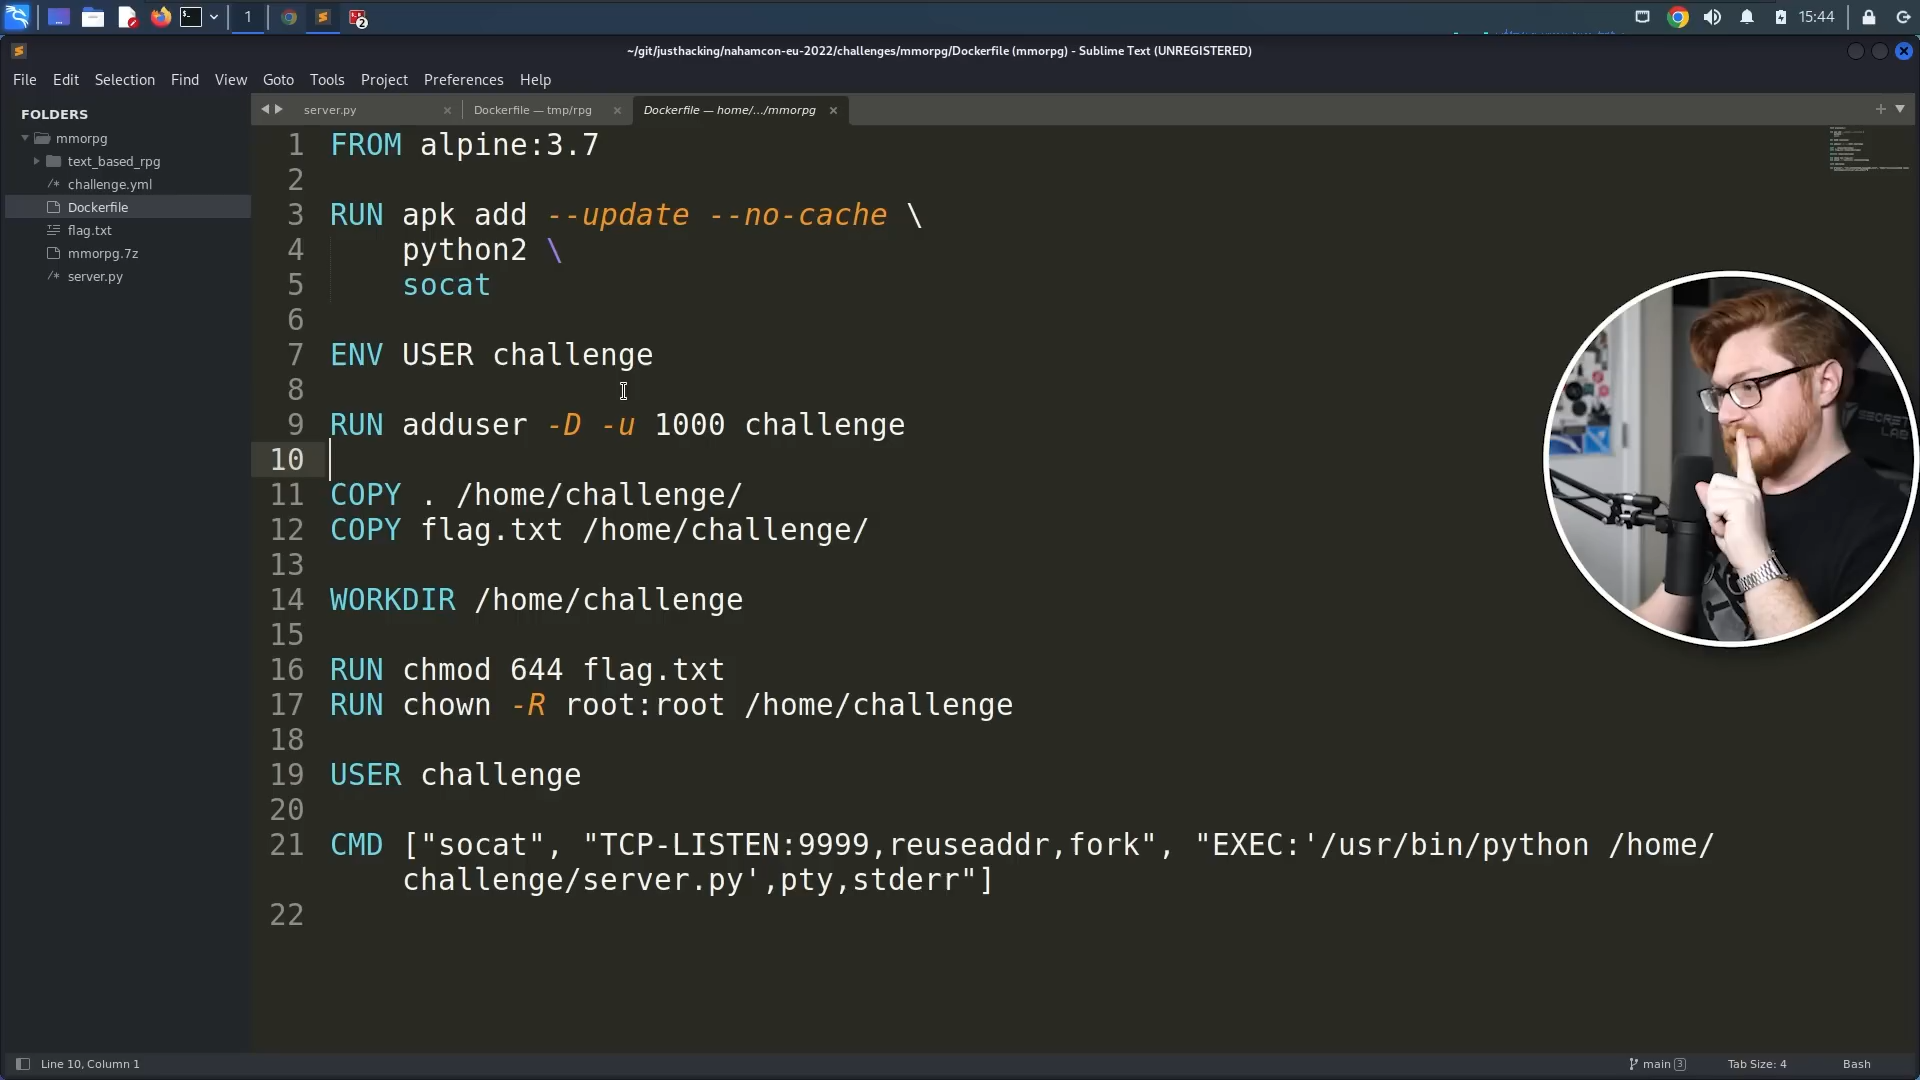 1
2
15:44
~/git/justhacking/nahamcon-eu-2022/challenges/mmorpg/Dockerfile (mmorpg) - Sublime Text (UNREGISTERED)
File Edit Selection Find View Goto Tools Project Preferences Help
FOLDERS
mmorpg
text_based_rpg
challenge.yml
Dockerfile
flag.txt
mmorpg.7z
server.py
server.py × Dockerfile — tmp/rpg × Dockerfile — home/.../mmorpg ×
1 FROM alpine:3.7
2
3 RUN apk add --update --no-cache \
4 python2 \
5 socat
6
7 ENV USER challenge
8
9 RUN adduser -D -u 1000 challenge
10
11 COPY . /home/challenge/
12 COPY flag.txt /home/challenge/
13
14 WORKDIR /home/challenge
15
16 RUN chmod 644 flag.txt
17 RUN chown -R root:root /home/challenge
18
19 USER challenge
20
21 CMD ["socat", "TCP-LISTEN:9999,reuseaddr,fork", "EXEC:'/usr/bin/python /home/
challenge/server.py',pty,stderr"]
22
SECRET
LAB
Line 10, Column 1
main 3
Tab Size: 4
Bash